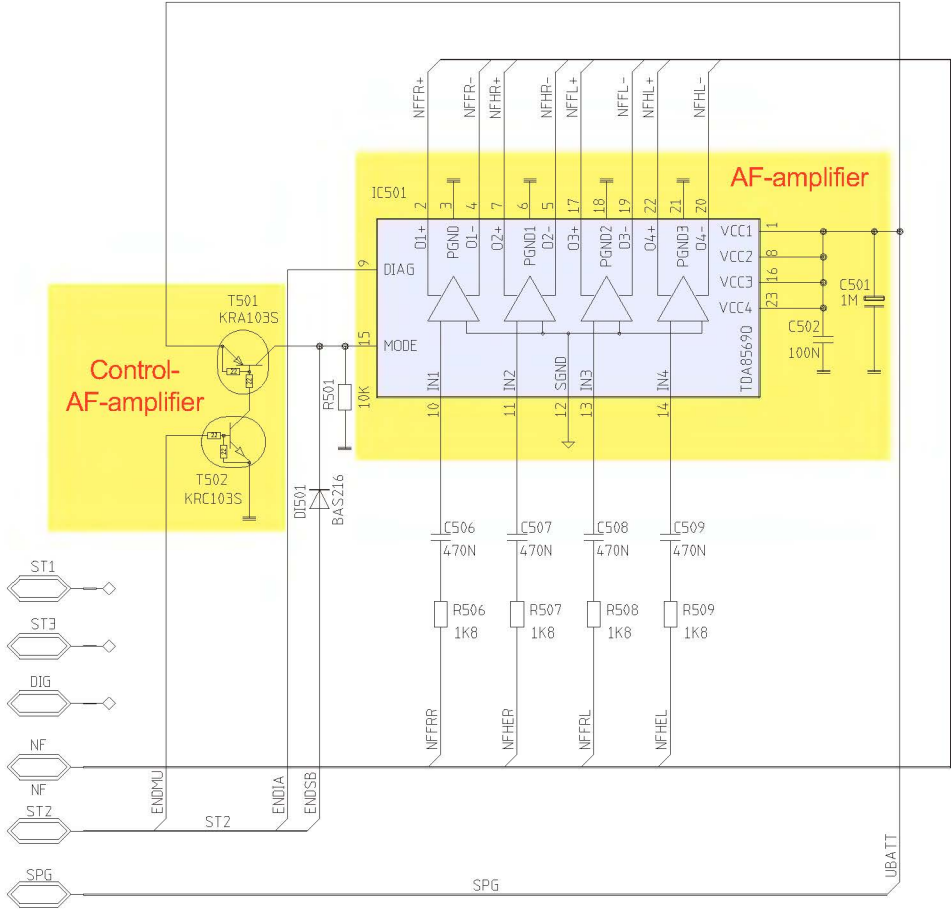 NFFR+ NFFR- NFHR+ NFHR- NFFL+ NFFL- NFHL+ NFHL-
AF-amplifier
IC501
2 3 4 7 6 5 17 18 19 22 21 20
O1+ PGND O1- O2+ PGND1 O2- O3+ PGND2 O3- O4+ PGND3 O4-
VCC1 1
VCC2 8
VCC3 16
VCC4 23
9 DIAG
15 MODE
C501
1M
C502
100N
TDA8569Q
T501
KRA103S
22
22
Control-
AF-amplifier
R501
10K
IN1 IN2 SGND IN3 IN4
10 11 12 13 14
22
22
T502
KRC103S
DI501
BAS216
C506 C507 C508 C509
470N 470N 470N 470N
ST1
R506 R507 R508 R509
1K8 1K8 1K8 1K8
ST3
DIG
NFFRR NFHER NFFRL NFHEL
NF
NF
ENDMU ENDIA ENDSB
ST2
ST2
UBATT
SPG
SPG